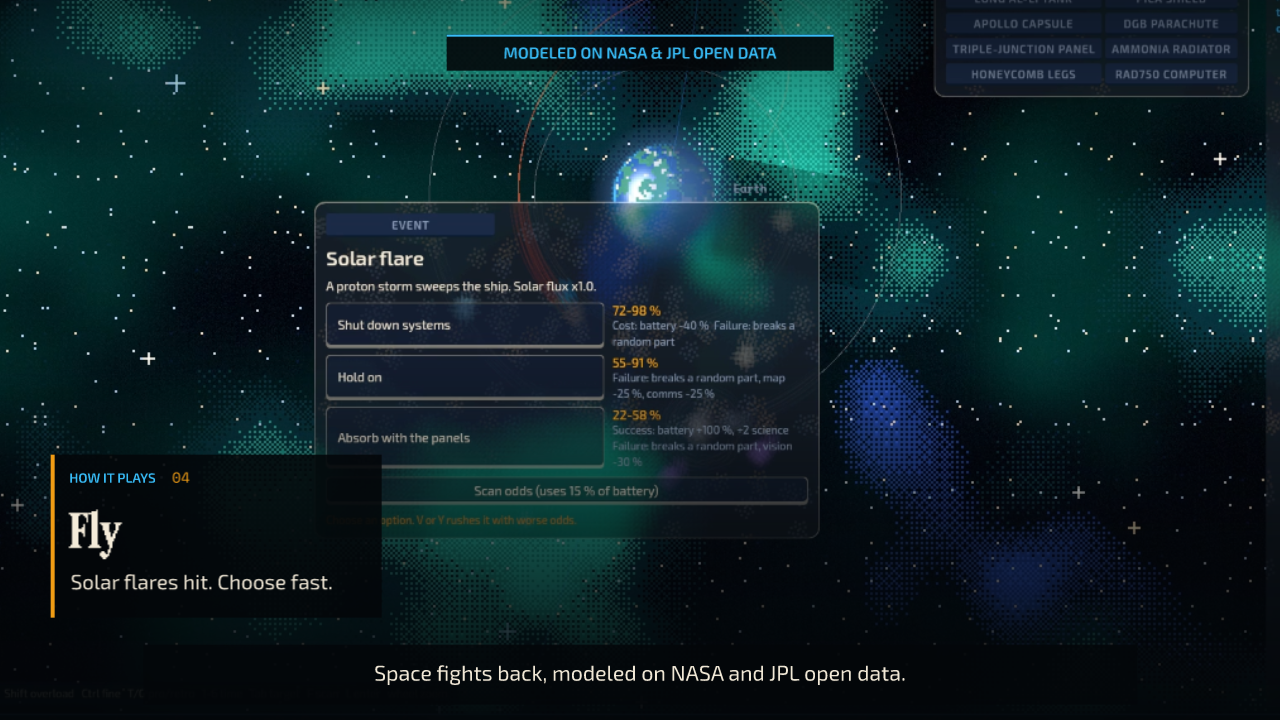 APOLLO CAPSULE
DGB PARACHUTE
TRIPLE-JUNCTION PANEL
AMMONIA RADIATOR
HONEYCOMB LEGS
RAD750 COMPUTER
MODELED ON NASA & JPL OPEN DATA
Earth
EVENT
Solar flare
A proton storm sweeps the ship. Solar flux x1.0.
Shut down systems
72-98 %
Cost: battery -40 % Failure: breaks a
random part
Hold on
55-91 %
Failure: breaks a random part, map
-25 %, comms -25 %
Absorb with the panels
22-58 %
Success: battery +100 %, +2 science
Failure: breaks a random part, vision
-30 %
Scan odds (uses 15 % of battery)
option. V or Y rushes it with worse odds.
HOW IT PLAYS 04
Fly
Solar flares hit. Choose fast.
Space fights back, modeled on NASA and JPL open data.